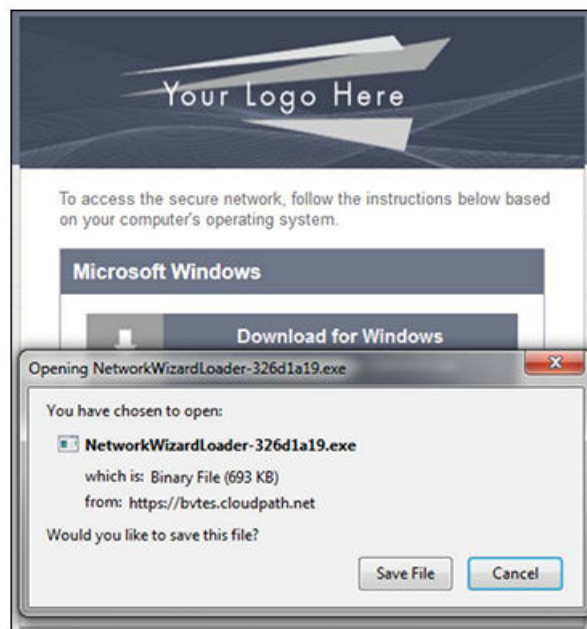 Your Logo Here
To access the secure network, follow the instructions below based
on your computer's operating system.
Microsoft Windows
Download for Windows
Opening NetworkWizardLoader-326d1a19.exe
You have chosen to open:
NetworkWizardLoader-326d1a19.exe
which is: Binary File (693 KB)
from: https://bvtes.cloudpath.net
Would you like to save this file?
Save File
Cancel